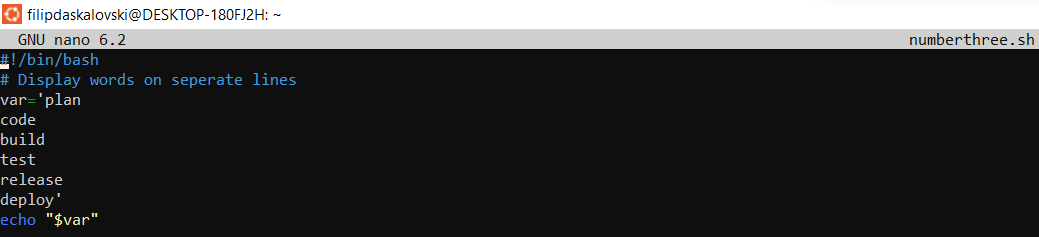 filipdaskalovski@DESKTOP-180FJ2H: ~
GNU nano 6.2 numberthree.sh
#!/bin/bash
# Display words on seperate lines
var='plan
code
build
test
release
deploy'
echo "$var"